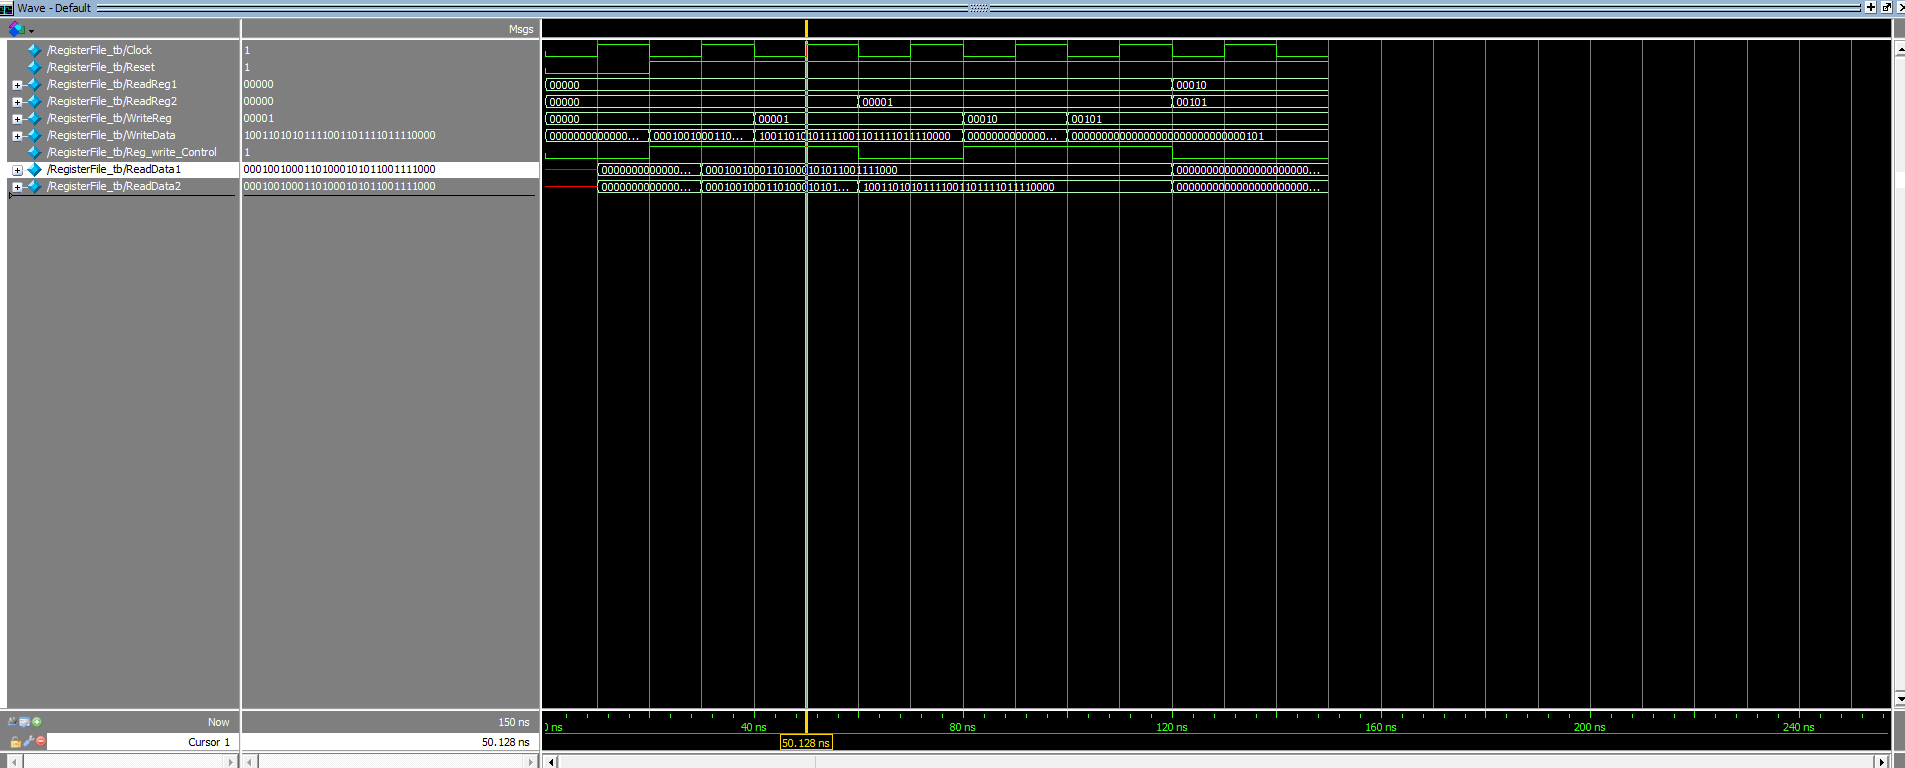 Wave - Default
Msgs
/RegisterFile_tb/Clock 1
/RegisterFile_tb/Reset 1
/RegisterFile_tb/ReadReg1 00000 00000 00010
/RegisterFile_tb/ReadReg2 00000 00000 00001 00101
/RegisterFile_tb/WriteReg 00001 00000 00001 00010 00101
/RegisterFile_tb/WriteData 10011010101111001101111011110000 0000000000000... 0001001000110... 10011010101111001101111011110000 0000000000000... 00000000000000000000000000000101
/RegisterFile_tb/Reg_write_Control 1
/RegisterFile_tb/ReadData1 00010010001101000101011001111000 0000000000000... 00010010001101000101011001111000 0000000000000000000000...
/RegisterFile_tb/ReadData2 00010010001101000101011001111000 0000000000000... 000100100011010001010101... 10011010101111001101111011110000 0000000000000000000000...
Now 150 ns ns 40 ns 80 ns 120 ns 160 ns 200 ns 240 ns
Cursor 1 50.128 ns 50.128 ns